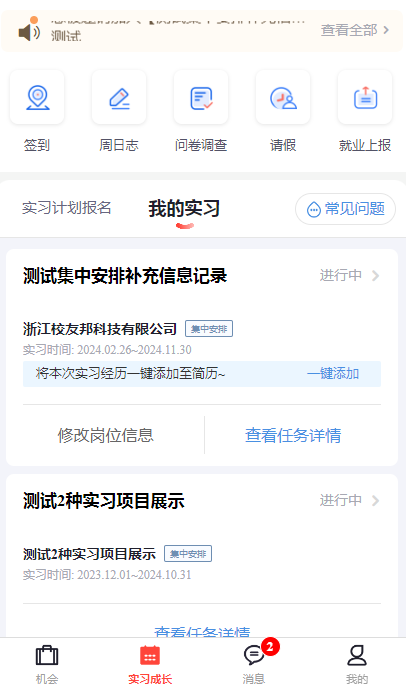 测试
查看全部
签到
周日志
问卷调查
请假
就业上报
实习计划报名
我的实习
常见问题
测试集中安排补充信息记录
进行中
浙江校友邦科技有限公司
集中安排
实习时间: 2024.02.26~2024.11.30
将本次实习经历一键添加至简历~
一键添加
修改岗位信息
查看任务详情
测试2种实习项目展示
进行中
测试2种实习项目展示
集中安排
实习时间: 2023.12.01~2024.10.31
查看任务详情
2
机会
实习成长
消息
我的